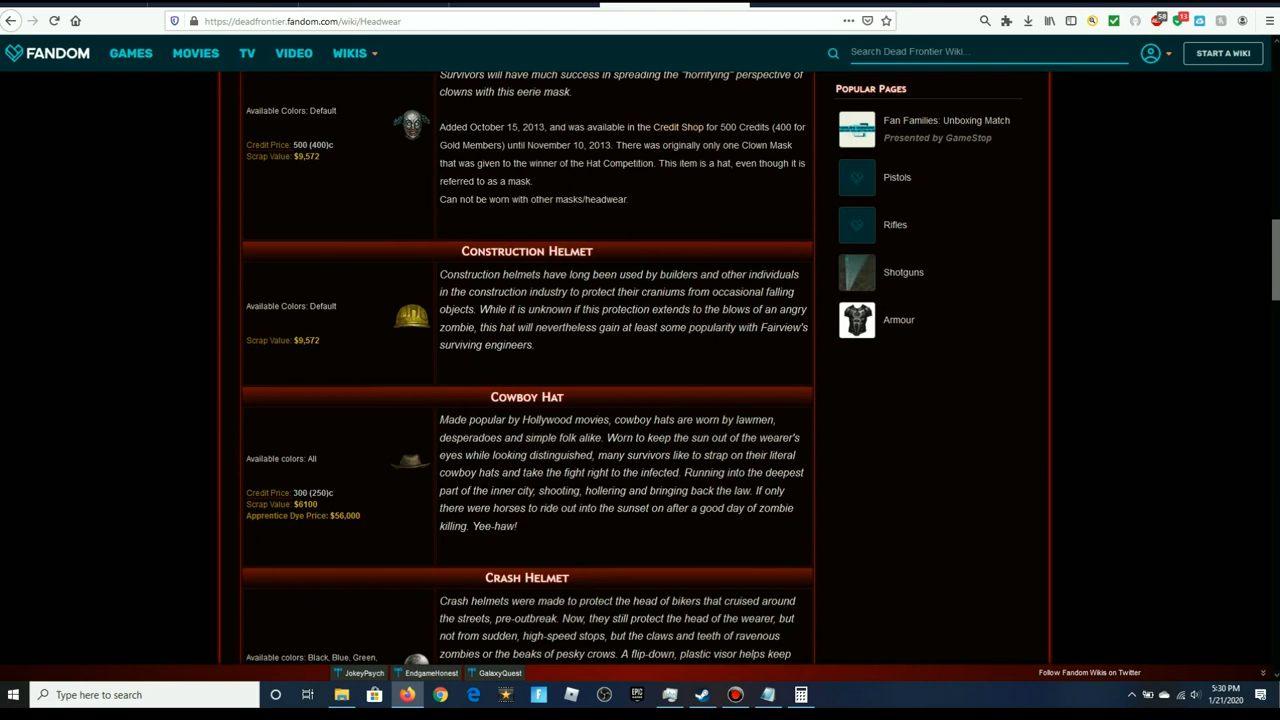 https://deadfrontier.fandom.com/wiki/Headwear
58
13
FANDOM
GAMES
MOVIES
TV
VIDEO
WIKIS
Search Dead Frontier Wiki...
START A WIKI
Survivors will have much success in spreading the "horrifying" perspective of
clowns with this eerie mask.
Available Colors: Default
Credit Price: 500 (400)c
Scrap Value: $9,572
Added October 15, 2013, and was available in the Credit Shop for 500 Credits (400 for
Gold Members) until November 10, 2013. There was originally only one Clown Mask
that was given to the winner of the Hat Competition. This item is a hat, even though it is
referred to as a mask.
Can not be worn with other masks/headwear.
CONSTRUCTION HELMET
Available Colors: Default
Scrap Value: $9,572
Construction helmets have long been used by builders and other individuals
in the construction industry to protect their craniums from occasional falling
objects. While it is unknown if this protection extends to the blows of an angry
zombie, this hat will nevertheless gain at least some popularity with Fairview's
surviving engineers.
COWBOY HAT
Available colors: All
Credit Price: 300 (250)c
Scrap Value: $6100
Apprentice Dye Price: $56,000
Made popular by Hollywood movies, cowboy hats are worn by lawmen,
desperadoes and simple folk alike. Worn to keep the sun out of the wearer's
eyes while looking distinguished, many survivors like to strap on their literal
cowboy hats and take the fight right to the infected. Running into the deepest
part of the inner city, shooting, hollering and bringing back the law. If only
there were horses to ride out into the sunset on after a good day of zombie
killing. Yee-haw!
CRASH HELMET
Available colors: Black, Blue, Green,
Crash helmets were made to protect the head of bikers that cruised around
the streets, pre-outbreak. Now, they still protect the head of the wearer, but
not from sudden, high-speed stops, but the claws and teeth of ravenous
zombies or the beaks of pesky crows. A flip-down, plastic visor helps keep
POPULAR PAGES
Fan Families: Unboxing Match
Presented by GameStop
Pistols
Rifles
Shotguns
Armour
JokeyPsych
EndgameHonest
GalaxyQuest
Follow Fandom Wikis on Twitter
Type here to search
EPIC
5:30 PM
1/21/2020